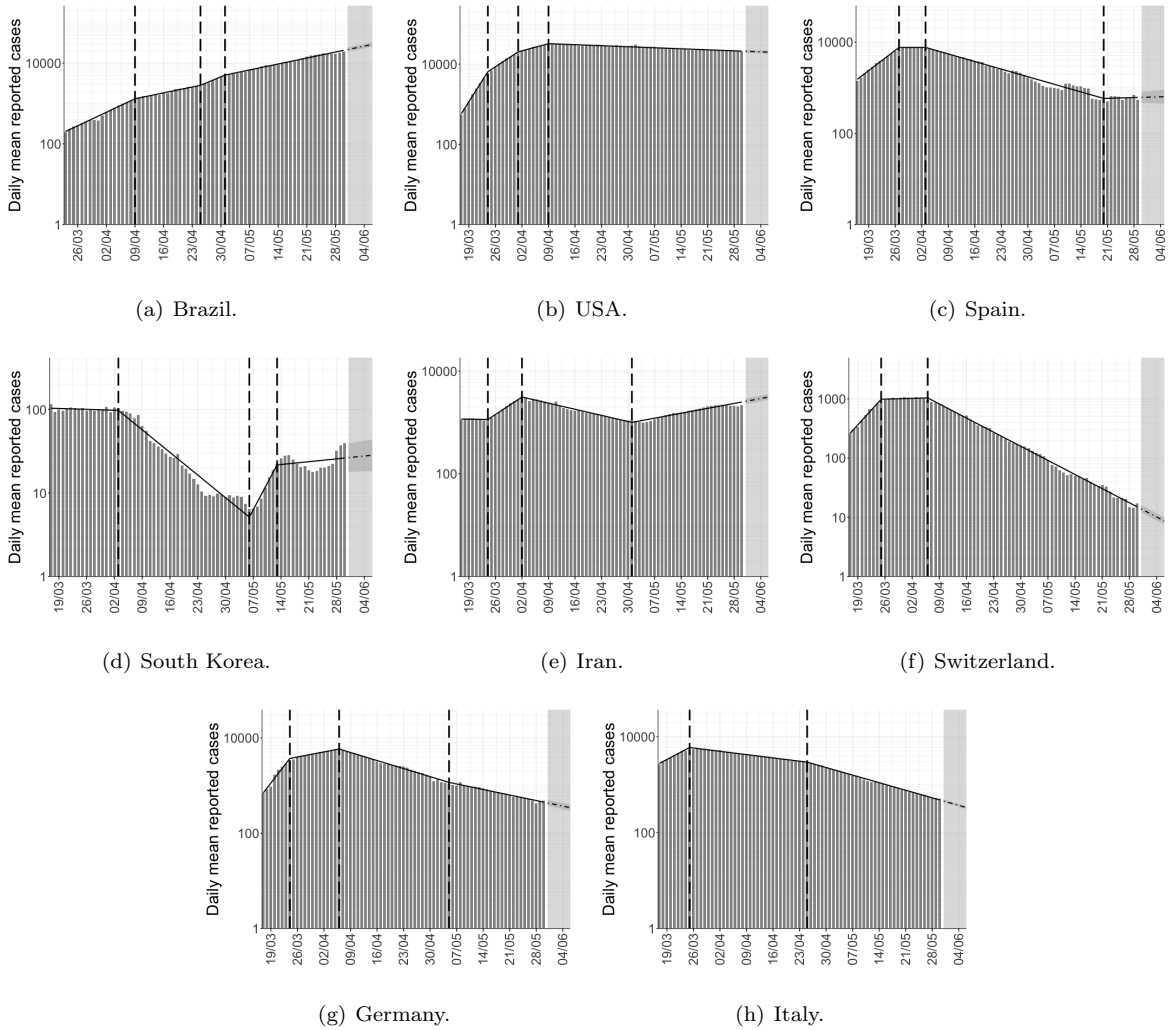 Daily mean reported cases
10000
100
1
26/03 02/04 09/04 16/04 23/04 30/04 07/05 14/05 21/05 28/05 04/06
(a) Brazil.
Daily mean reported cases
10000
100
1
19/03 26/03 02/04 09/04 16/04 23/04 30/04 07/05 14/05 21/05 28/05 04/06
(b) USA.
Daily mean reported cases
10000
100
1
19/03 26/03 02/04 09/04 16/04 23/04 30/04 07/05 14/05 21/05 28/05 04/06
(c) Spain.
Daily mean reported cases
100
10
1
19/03 26/03 02/04 09/04 16/04 23/04 30/04 07/05 14/05 21/05 28/05 04/06
(d) South Korea.
Daily mean reported cases
10000
100
1
19/03 26/03 02/04 09/04 16/04 23/04 30/04 07/05 14/05 21/05 28/05 04/06
(e) Iran.
Daily mean reported cases
1000
100
10
1
19/03 26/03 02/04 09/04 16/04 23/04 30/04 07/05 14/05 21/05 28/05 04/06
(f) Switzerland.
Daily mean reported cases
10000
100
1
19/03 26/03 02/04 09/04 16/04 23/04 30/04 07/05 14/05 21/05 28/05 04/06
(g) Germany.
Daily mean reported cases
10000
100
1
19/03 26/03 02/04 09/04 16/04 23/04 30/04 07/05 14/05 21/05 28/05 04/06
(h) Italy.